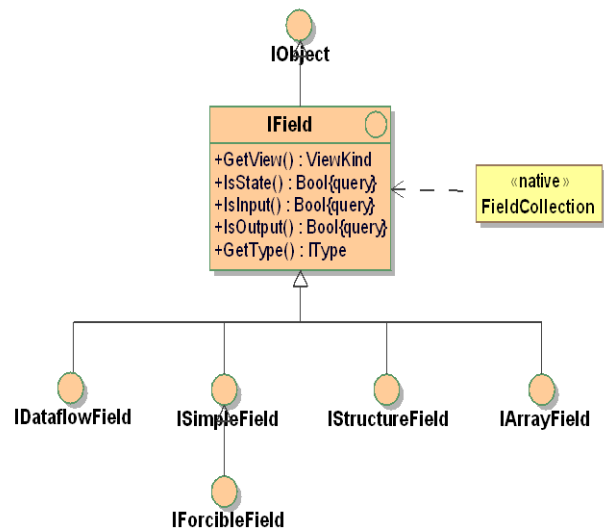 IObject
IField
+GetView() : ViewKind
+IsState() : Bool{query}
+IsInput() : Bool{query}
+IsOutput() : Bool{query}
+GetType() : IType
«native»
FieldCollection
IDataflowField
ISimpleField
IStructureField
IArrayField
IForcibleField